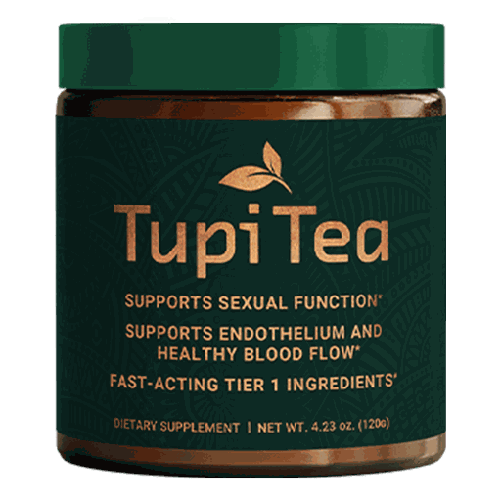 Tupi Tea
SUPPORTS SEXUAL FUNCTION*
SUPPORTS ENDOTHELIUM AND
HEALTHY BLOOD FLOW*
FAST-ACTING TIER 1 INGREDIENTS*
DIETARY SUPPLEMENT | NET WT. 4.23 oz. (120G)